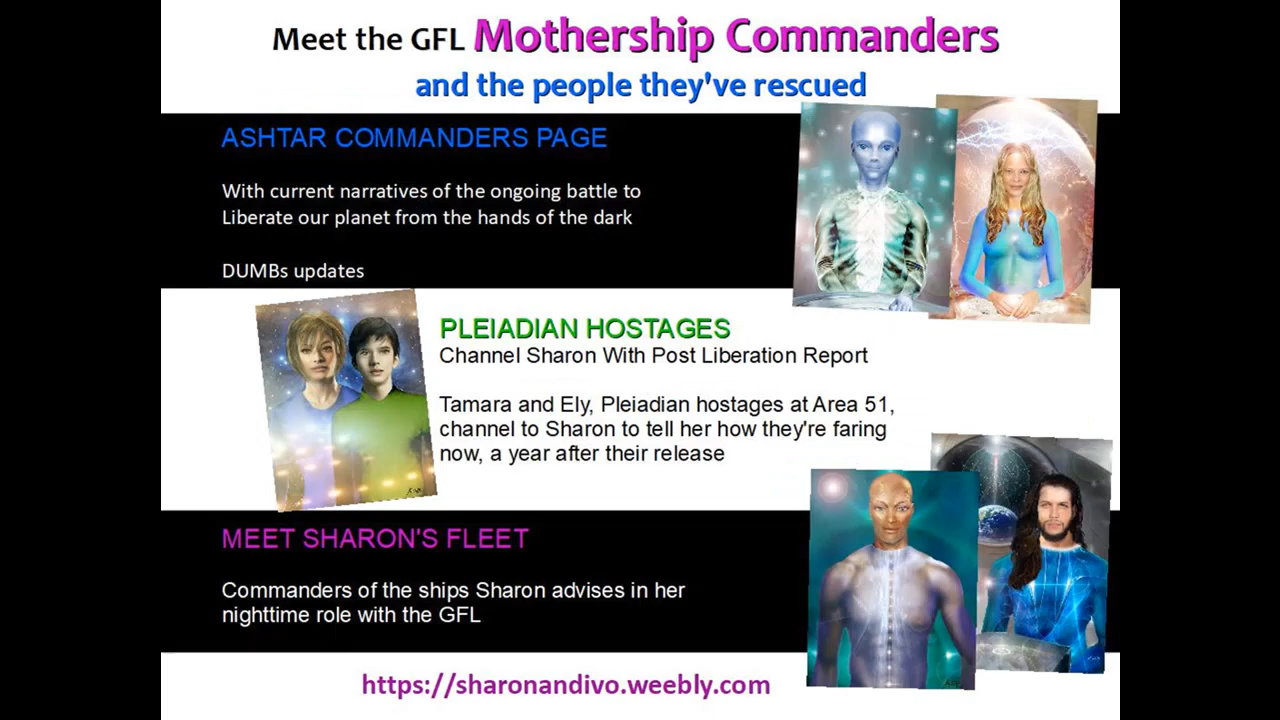 Meet the GFL Mothership Commanders
and the people they've rescued
ASHTAR COMMANDERS PAGE
With current narratives of the ongoing battle to
Liberate our planet from the hands of the dark
DUMBs updates
PLEIADIAN HOSTAGES
Channel Sharon With Post Liberation Report
Tamara and Ely, Pleiadian hostages at Area 51,
channel to Sharon to tell her how they're faring
now, a year after their release
MEET SHARON'S FLEET
Commanders of the ships Sharon advises in her
nighttime role with the GFL
https://sharonandivo.weebly.com